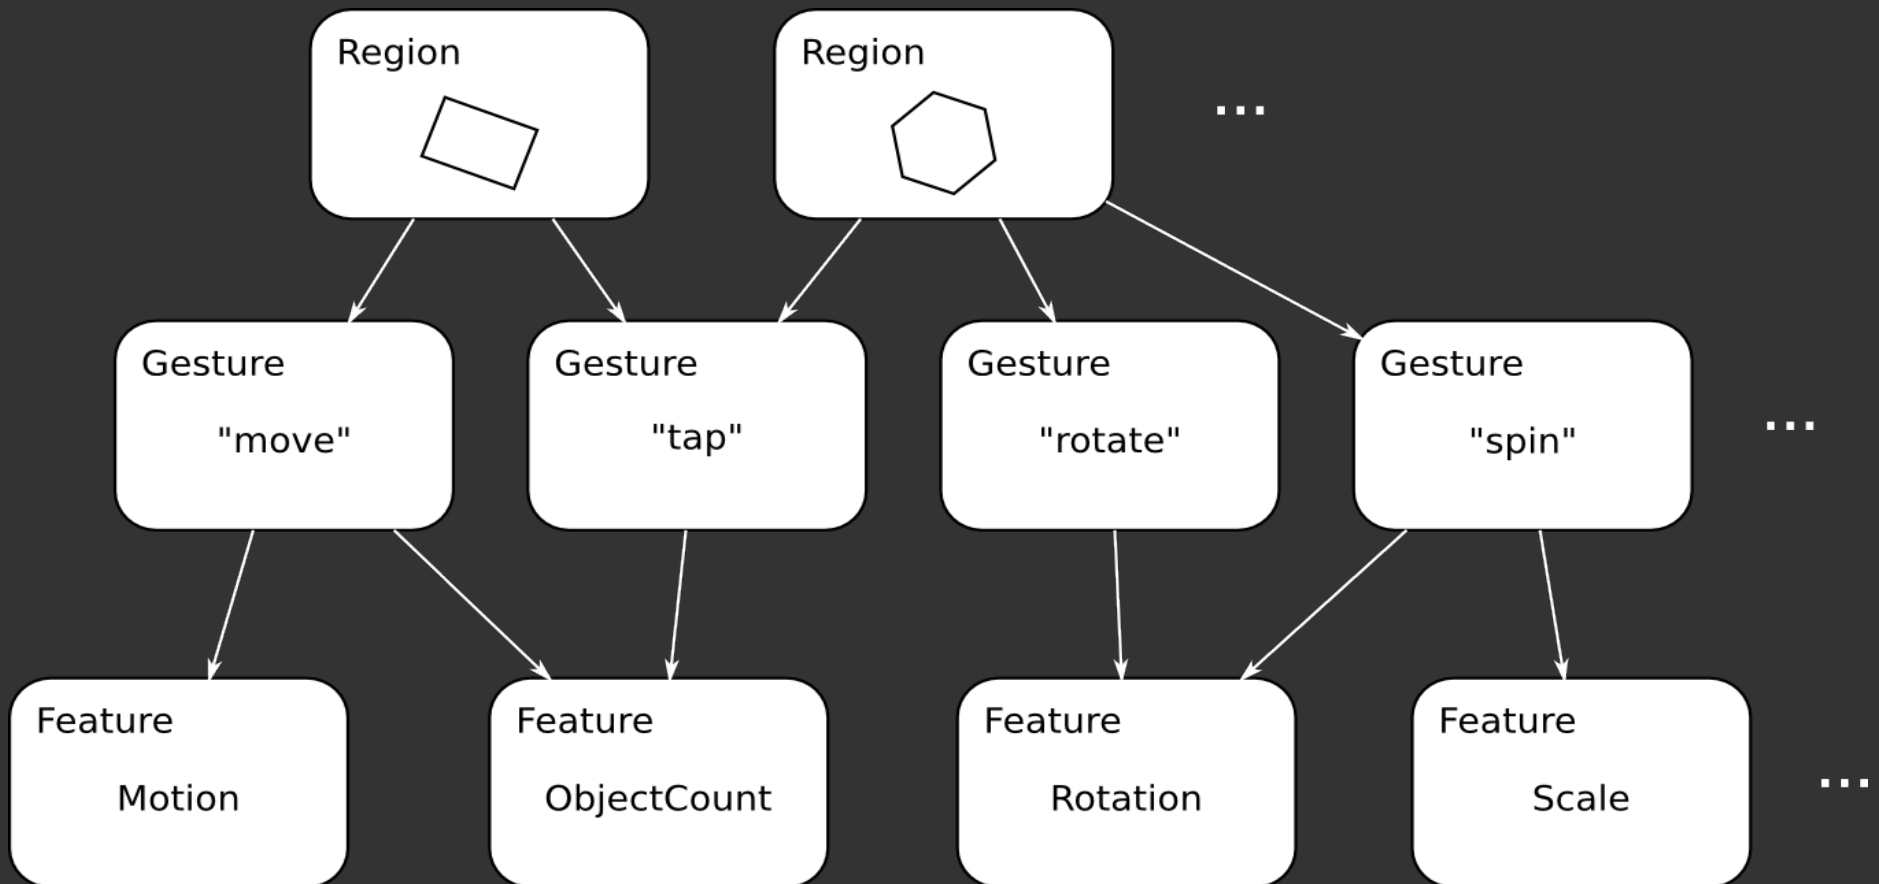 Region
Region
...
Gesture
"move"
Gesture
"tap"
Gesture
"rotate"
Gesture
"spin"
...
Feature
Motion
Feature
ObjectCount
Feature
Rotation
Feature
Scale
...